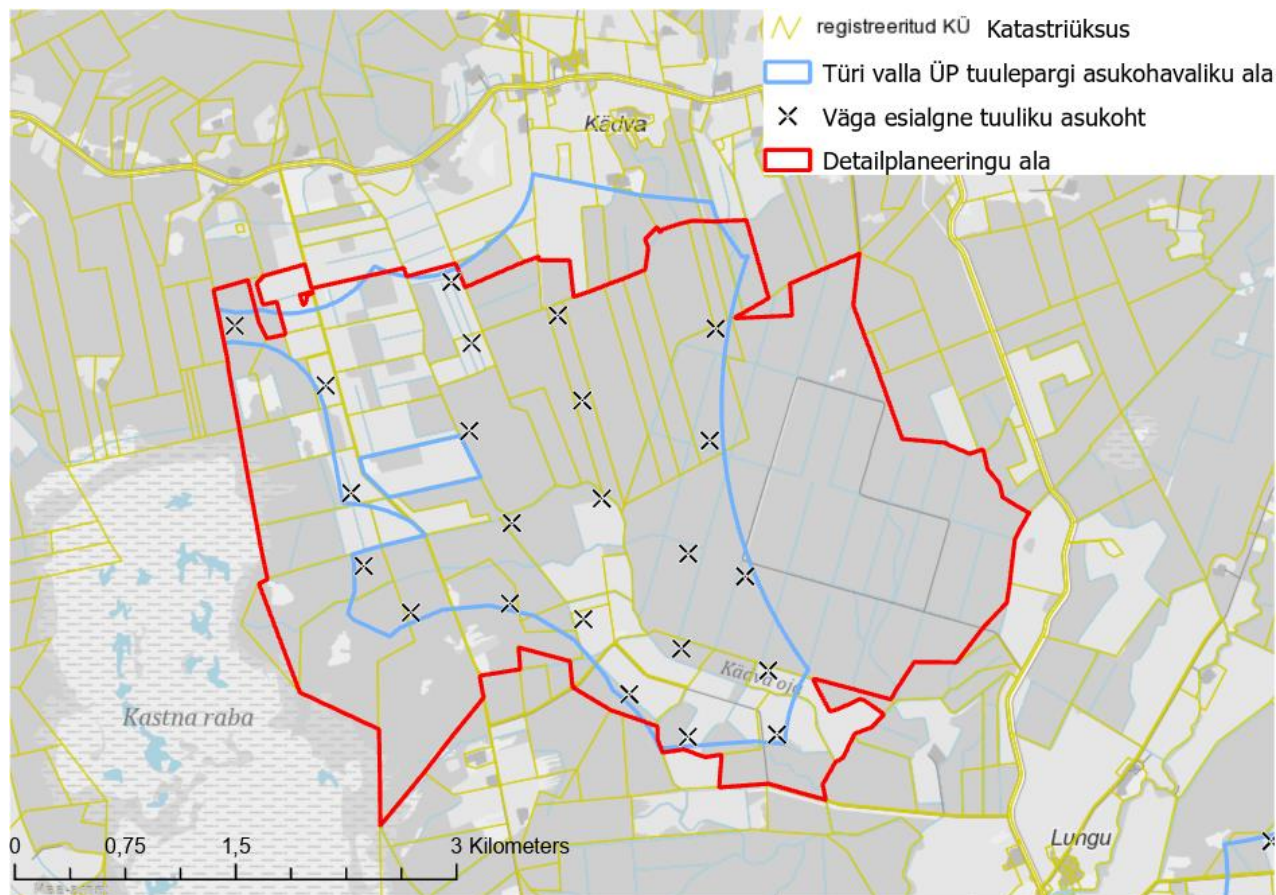 registreeritud KÜ Katastriüksus
Türi valla ÜP tuulepargi asukohavaliku ala
Väga esialgne tuuliku asukoht
Detailplaneeringu ala
Kädva
Kädva oja
Kastna raba
0 0,75 1,5 3 Kilometers
Lungu